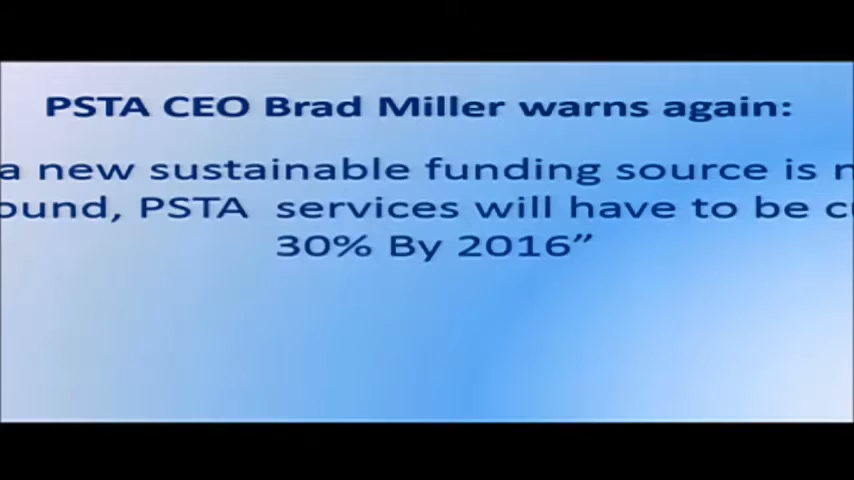 PSTA CEO Brad Miller warns again:
a new sustainable funding source is n
ound, PSTA services will have to be c
30% By 2016”